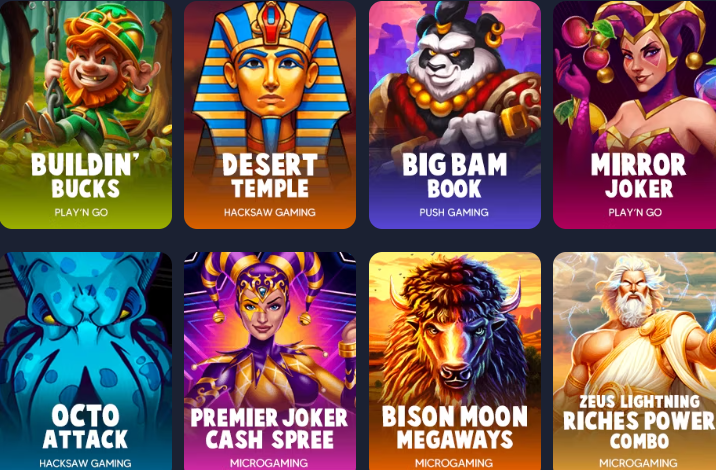 BUILDIN'
BUCKS
PLAY'N GO
DESERT
TEMPLE
HACKSAW GAMING
BIG BAM
BOOK
PUSH GAMING
MIRROR
JOKER
PLAY'N GO
OCTO
ATTACK
HACKSAW GAMING
PREMIER JOKER
CASH SPREE
MICROGAMING
BISON MOON
MEGAWAYS
MICROGAMING
ZEUS LIGHTNING
RICHES POWER
COMBO
MICROGAMING